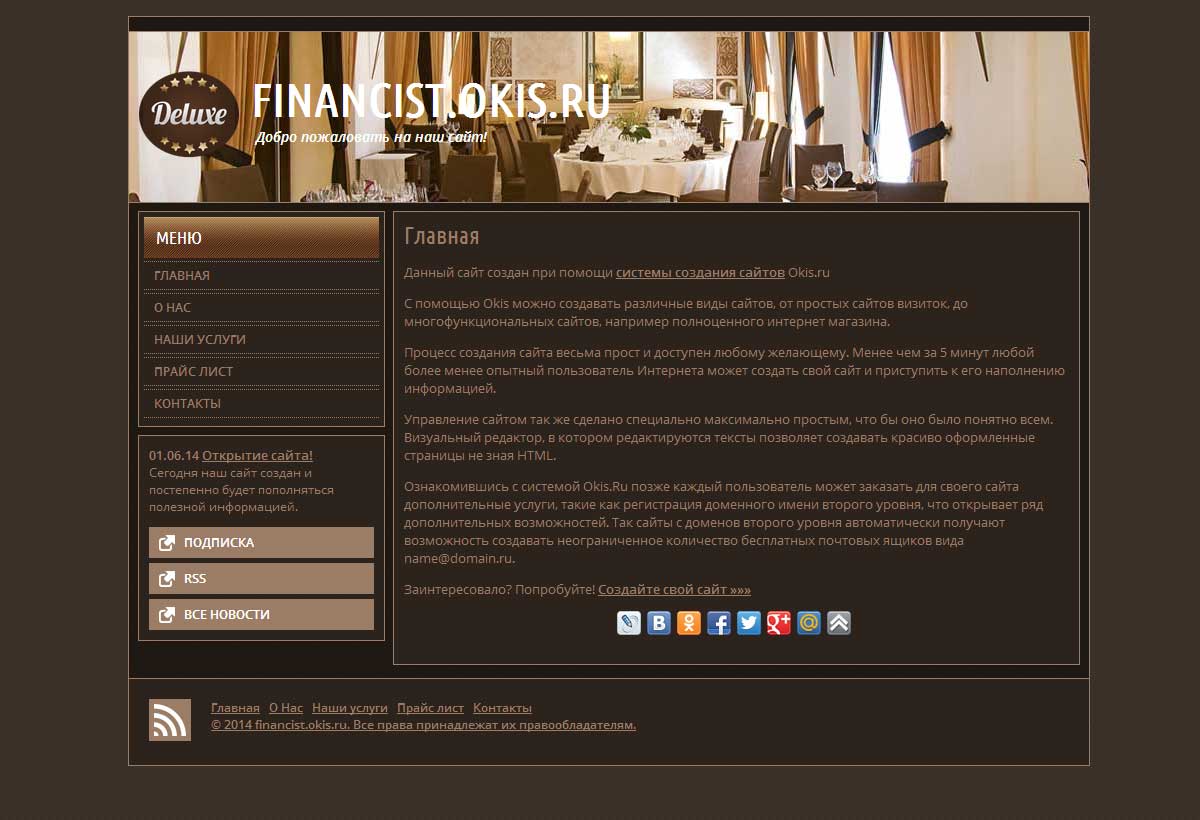 Deluxe
FINANCIST.OKIS.RU
Добро пожаловать на наш сайт!
МЕНЮ
ГЛАВНАЯ
О НАС
НАШИ УСЛУГИ
ПРАЙС ЛИСТ
КОНТАКТЫ
01.06.14 Открытие сайта!
Сегодня наш сайт создан и
постепенно будет пополняться
полезной информацией.
ПОДПИСКА
RSS
ВСЕ НОВОСТИ
Главная
Данный сайт создан при помощи системы создания сайтов Okis.ru
С помощью Okis можно создавать различные виды сайтов, от простых сайтов визиток, до
многофункциональных сайтов, например полноценного интернет магазина.
Процесс создания сайта весьма прост и доступен любому желающему. Менее чем за 5 минут любой
более менее опытный пользователь Интернета может создать свой сайт и приступить к его наполнению
информацией.
Управление сайтом так же сделано специально максимально простым, что бы оно было понятно всем.
Визуальный редактор, в котором редактируются тексты позволяет создавать красиво оформленные
страницы не зная HTML.
Ознакомившись с системой Okis.Ru позже каждый пользователь может заказать для своего сайта
дополнительные услуги, такие как регистрация доменного имени второго уровня, что открывает ряд
дополнительных возможностей. Так сайты с доменов второго уровня автоматически получают
возможность создавать неограниченное количество бесплатных почтовых ящиков вида
name@domain.ru.
Заинтересовало? Попробуйте! Создайте свой сайт »»»
Главная О Нас Наши услуги Прайс лист Контакты
© 2014 financist.okis.ru. Все права принадлежат их правообладателям.